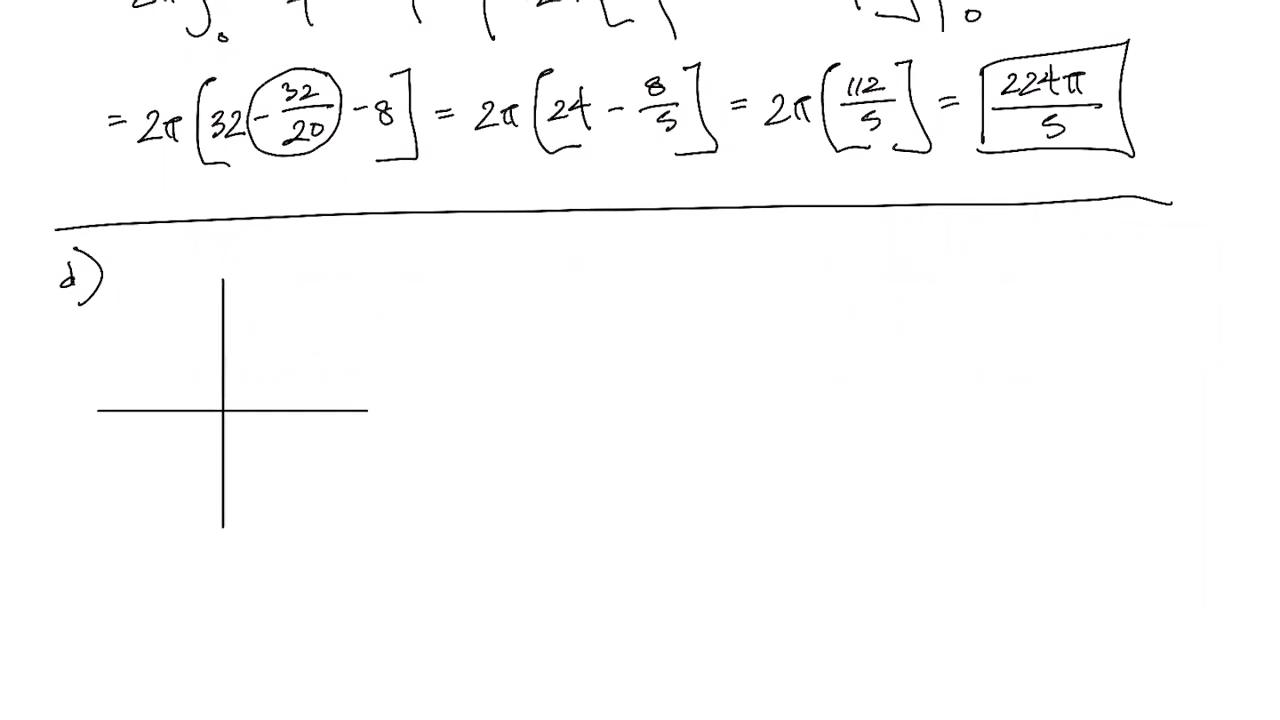 = 2π [32 - 32/20 - 8] = 2π [24 - 8/5] = 2π [112/5] = 224π/5
d)